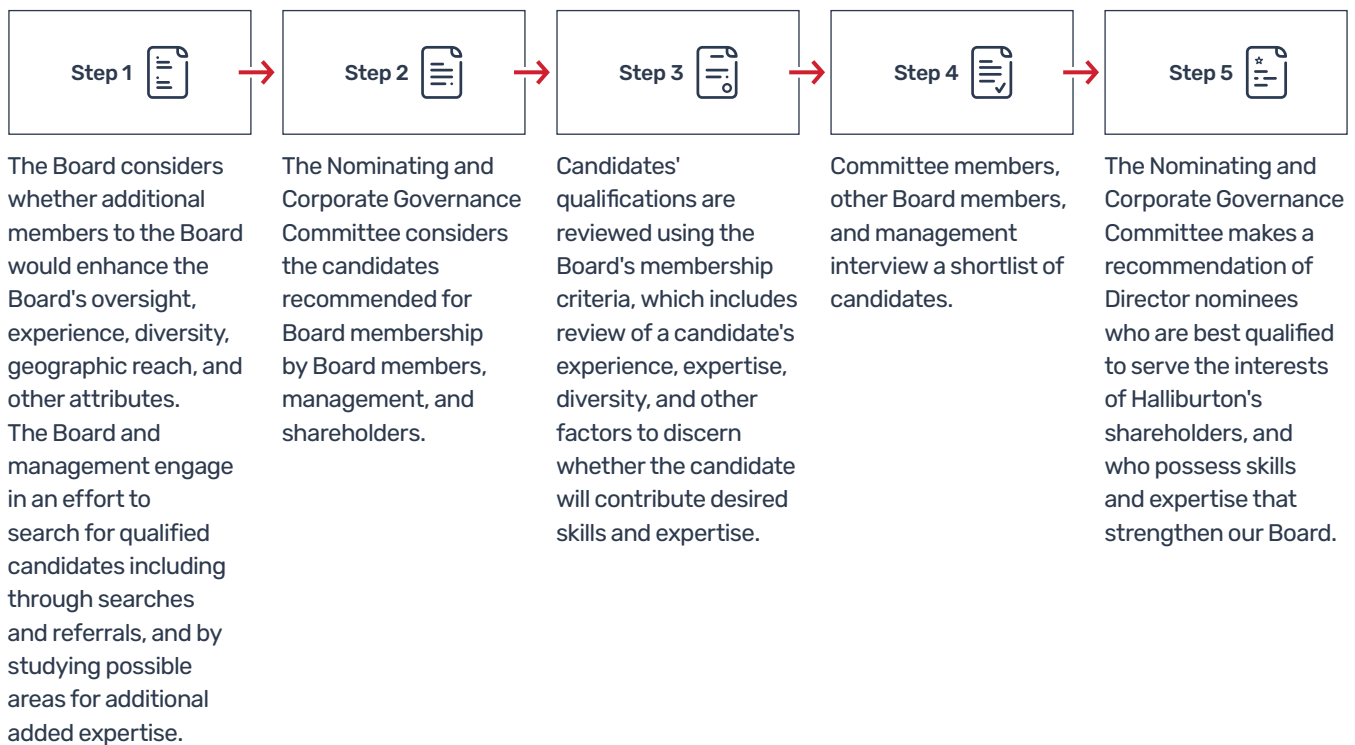 Step 1
The Board considers
whether additional
members to the Board
would enhance the
Board's oversight,
experience, diversity,
geographic reach, and
other attributes.
The Board and
management engage
in an effort to
search for qualified
candidates including
through searches
and referrals, and by
studying possible
areas for additional
added expertise.
Step 2
The Nominating and
Corporate Governance
Committee considers
the candidates
recommended for
Board membership
by Board members,
management, and
shareholders.
Step 3
Candidates'
qualifications are
reviewed using the
Board's membership
criteria, which includes
review of a candidate's
experience, expertise,
diversity, and other
factors to discern
whether the candidate
will contribute desired
skills and expertise.
Step 4
Committee members,
other Board members,
and management
interview a shortlist of
candidates.
Step 5
The Nominating and
Corporate Governance
Committee makes a
recommendation of
Director nominees
who are best qualified
to serve the interests
of Halliburton's
shareholders, and
who possess skills
and expertise that
strengthen our Board.